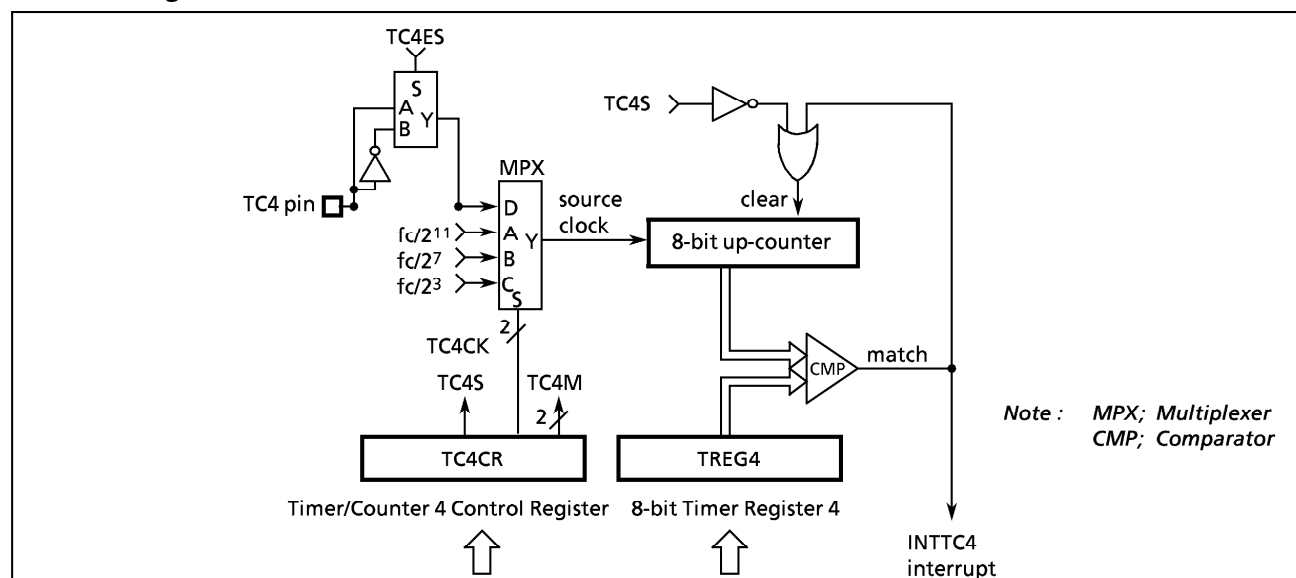 TC4ES
S
A
B
Y
TC4S
MPX
TC4 pin
D
source
clock
clear
fc/2¹¹
A
Y
8-bit up-counter
fc/2⁷
B
fc/2³
C
S
2
TC4CK
CMP
match
TC4S
TC4M
2
Note : MPX; Multiplexer
CMP; Comparator
TC4CR
TREG4
Timer/Counter 4 Control Register
8-bit Timer Register 4
INTTC4
interrupt